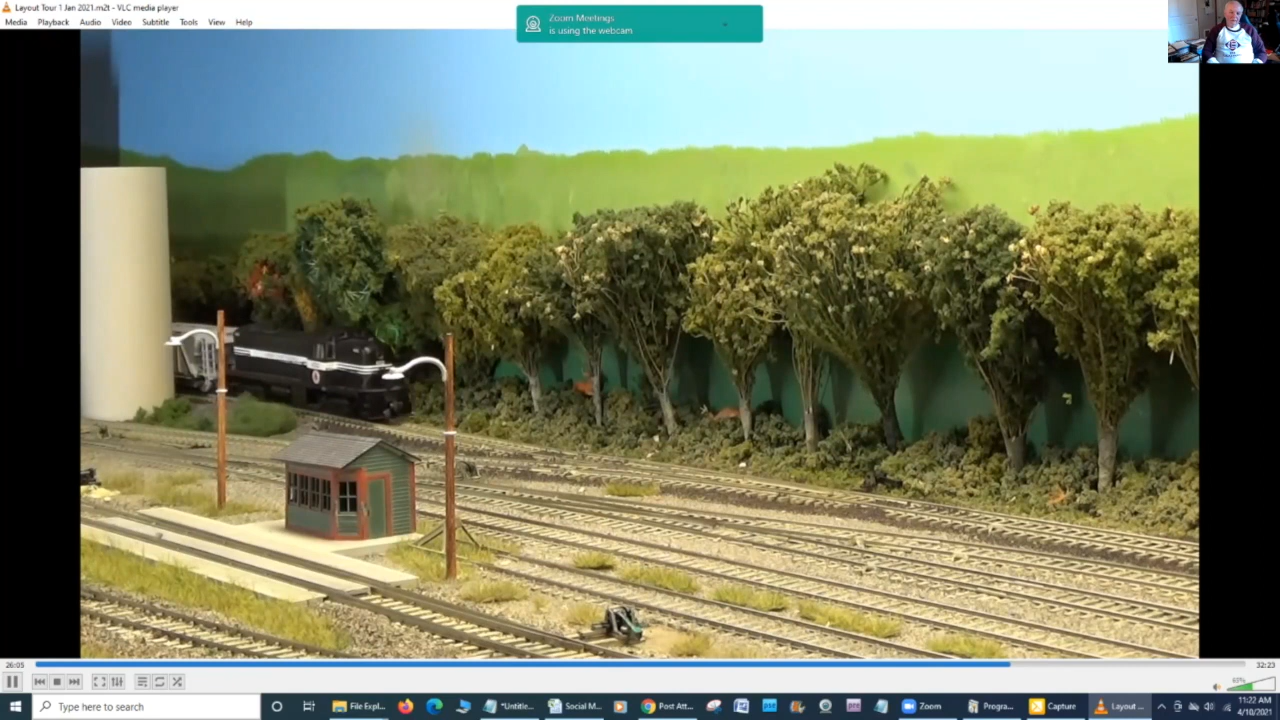 Layout Tour 1 Jan 2021.m2t - VLC media player
Media Playback Audio Video Subtitle Tools View Help
Zoom Meetings
is using the webcam
26:05
32:23
Type here to search
File Expl...
*Untitle...
Social M...
Post Att...
Zoom
Progra...
Capture
Layout ...
11:22 AM
4/10/2021